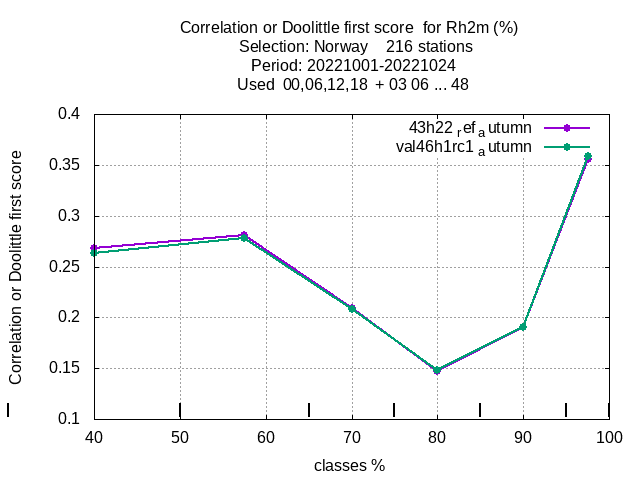 Correlation or Doolittle first score  for Rh2m (%)
Selection: Norway    216 stations
Period: 20221001-20221024
Used  00,06,12,18  + 03 06 ... 48
43h22 ref a utumn
val46h1rc1 a utumn
Correlation or Doolittle first score
0.4
0.35
0.3
0.25
0.2
0.15
0.1
40 50 60 70 80 90 100
classes %